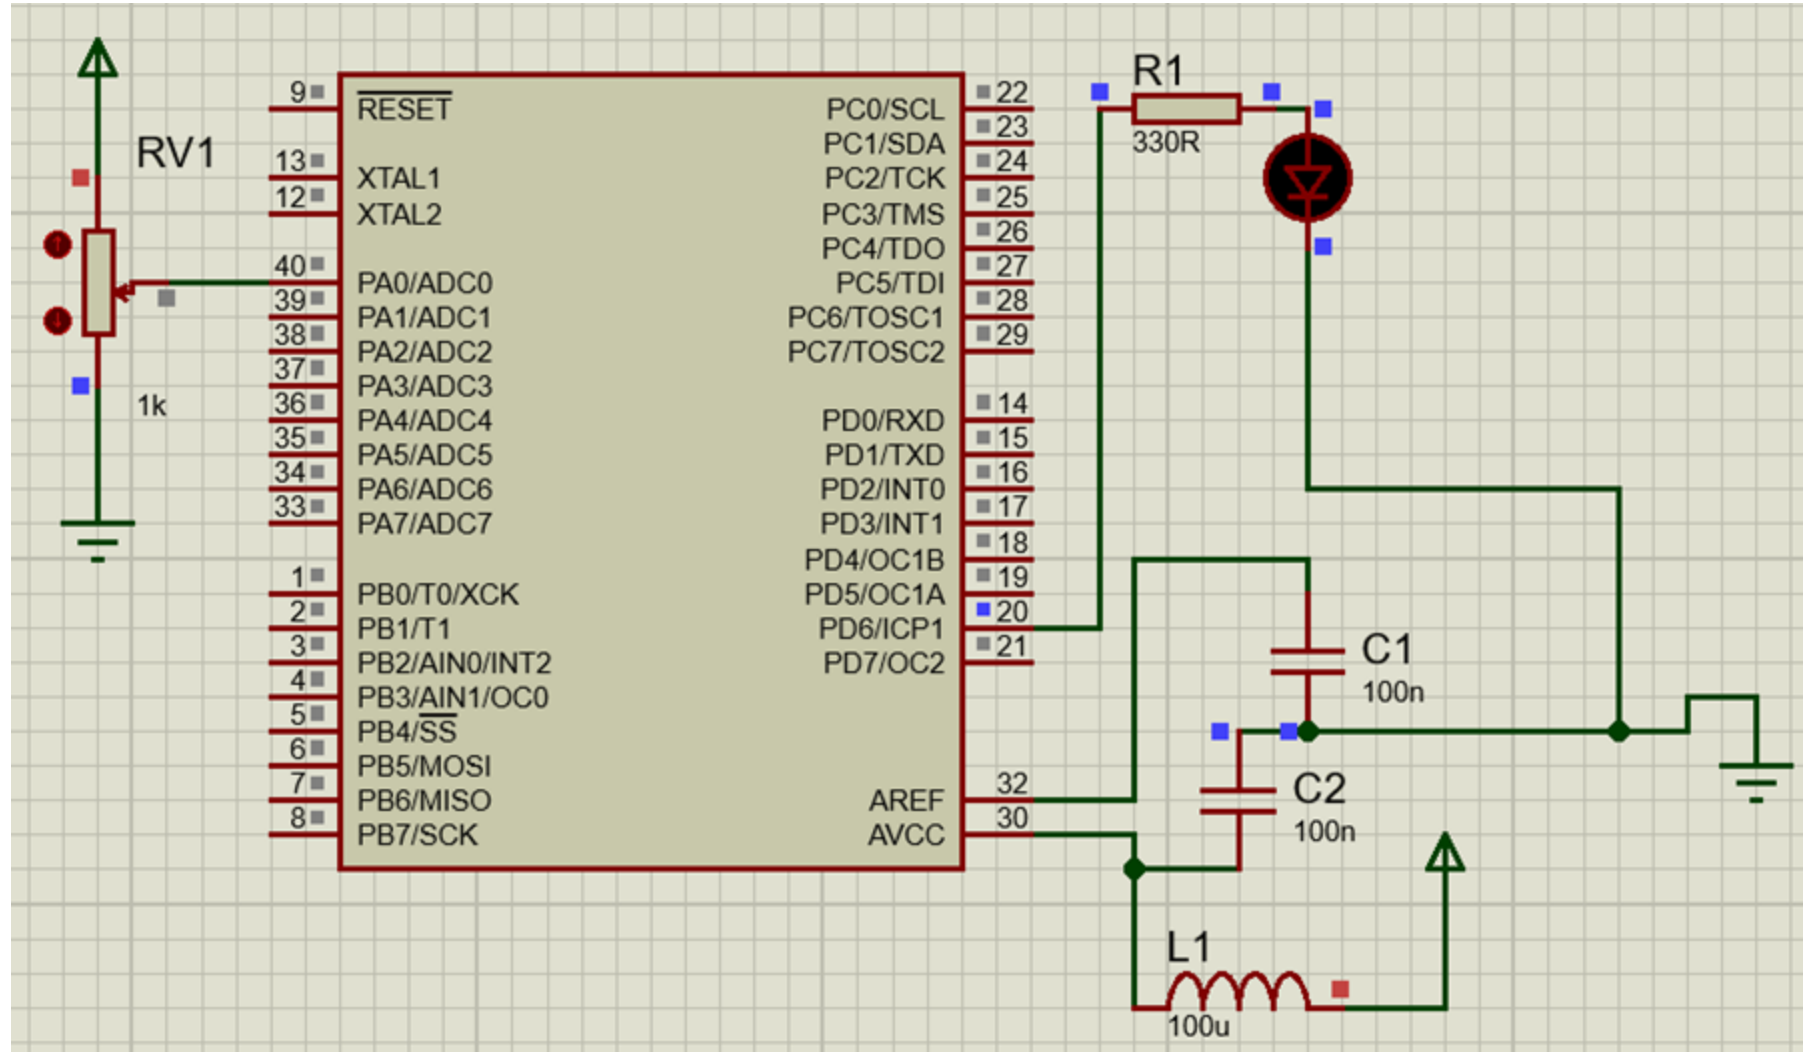 RV1
1k
9
RESET
13
XTAL1
12
XTAL2
40
PA0/ADC0
39
PA1/ADC1
38
PA2/ADC2
37
PA3/ADC3
36
PA4/ADC4
35
PA5/ADC5
34
PA6/ADC6
33
PA7/ADC7
1
PB0/T0/XCK
2
PB1/T1
3
PB2/AIN0/INT2
4
PB3/AIN1/OC0
5
PB4/SS
6
PB5/MOSI
7
PB6/MISO
8
PB7/SCK
22
PC0/SCL
23
PC1/SDA
24
PC2/TCK
25
PC3/TMS
26
PC4/TDO
27
PC5/TDI
28
PC6/TOSC1
29
PC7/TOSC2
14
PD0/RXD
15
PD1/TXD
16
PD2/INT0
17
PD3/INT1
18
PD4/OC1B
19
PD5/OC1A
20
PD6/ICP1
21
PD7/OC2
32
AREF
30
AVCC
R1
330R
C1
100n
C2
100n
L1
100u